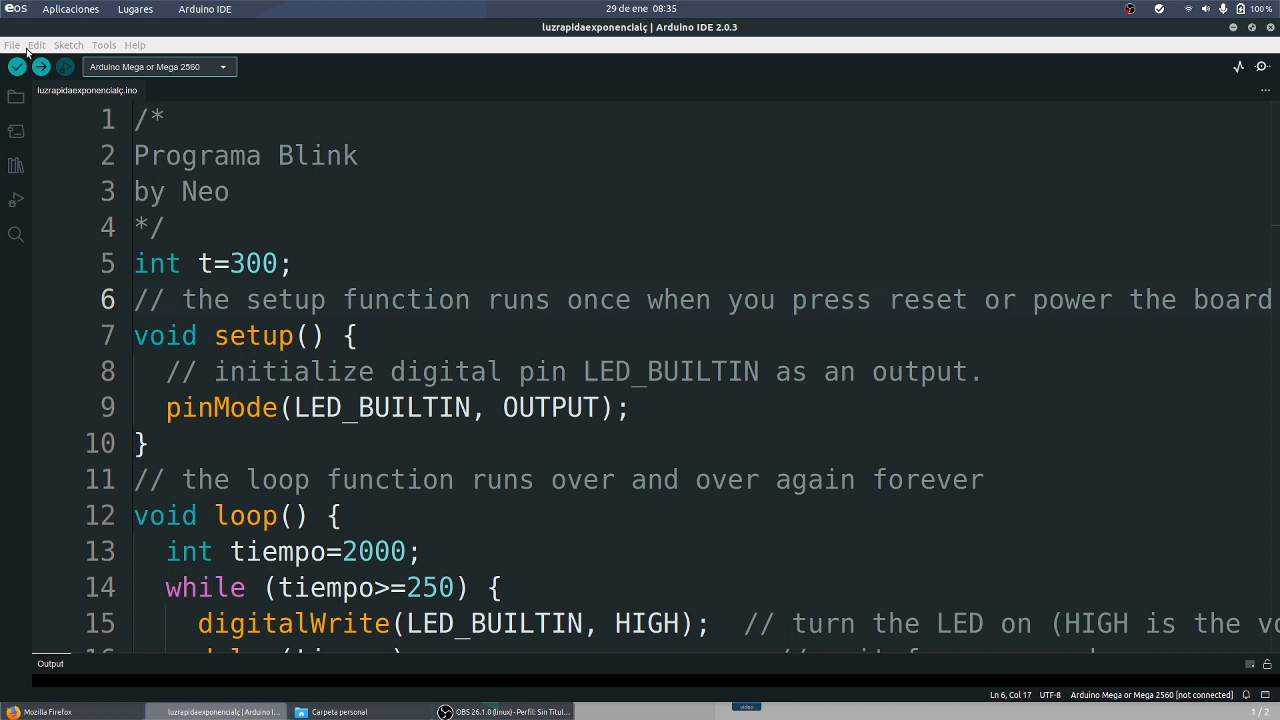 eos Aplicaciones Lugares Arduino IDE 29 de ene 08:35 100 %
luzrapidaexponencialç | Arduino IDE 2.0.3
File Edit Sketch Tools Help
Arduino Mega or Mega 2560
luzrapidaexponencialç.ino
1 /*
2 Programa Blink
3 by Neo
4 */
5 int t=300;
6 // the setup function runs once when you press reset or power the board
7 void setup() {
8 // initialize digital pin LED_BUILTIN as an output.
9 pinMode(LED_BUILTIN, OUTPUT);
10 }
11 // the loop function runs over and over again forever
12 void loop() {
13 int tiempo=2000;
14 while (tiempo>=250) {
15 digitalWrite(LED_BUILTIN, HIGH); // turn the LED on (HIGH is the vo
Output
Ln 6, Col 17 UTF-8 Arduino Mega or Mega 2560 [not connected]
Mozilla Firefox luzrapidaexponencialç | Arduino I... Carpeta personal OBS 26.1.0 (linux) - Perfil: Sin Titul... video 1 / 2